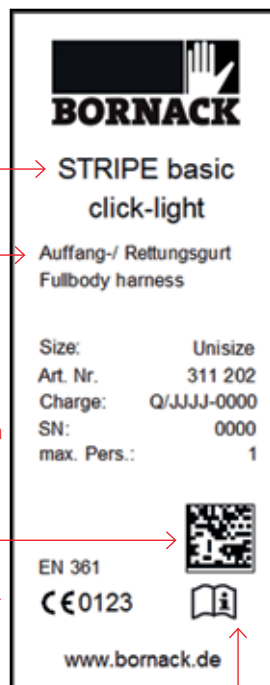 BORNACK
STRIPE basic
click-light
Auffang-/ Rettungsgurt
Fullbody harness
Size: Unisize
Art. Nr. 311 202
Charge: Q/JJJJ-0000
SN: 0000
max. Pers.: 1
EN 361
CE0123
www.bornack.de